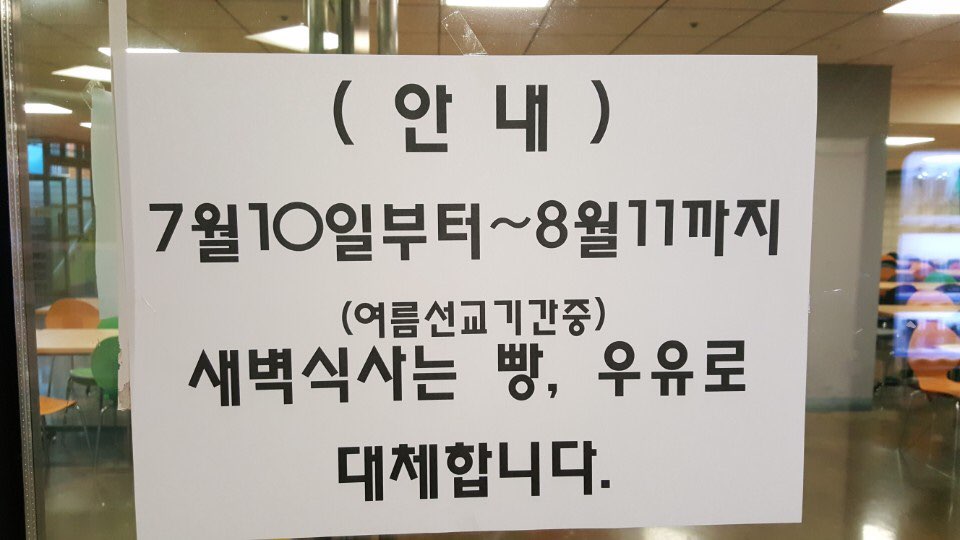 ( 안 내 )
7월10일부터~8월11까지
(여름선교기간중)
새벽식사는 빵, 우유로
대체합니다.